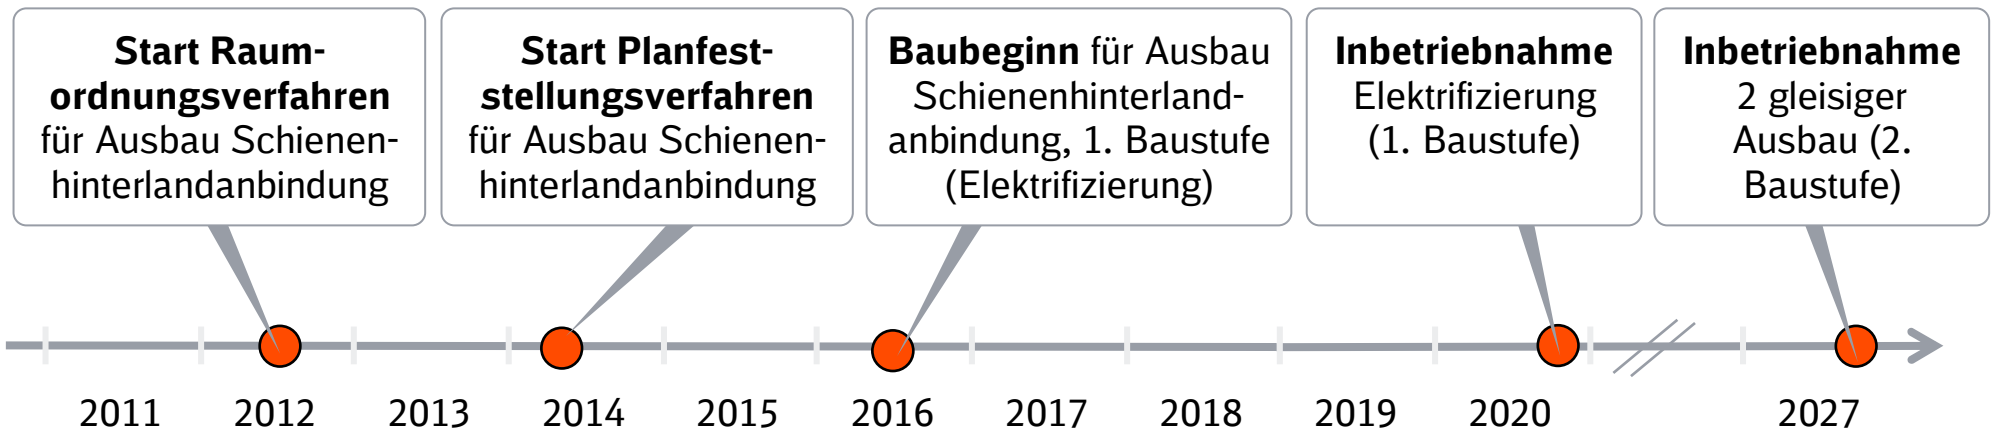 Start Raum-
ordnungsverfahren
für Ausbau Schienen-
hinterlandanbindung
Start Planfest-
stellungsverfahren
für Ausbau Schienen-
hinterlandanbindung
Baubeginn für Ausbau
Schienenhinterland-
anbindung, 1. Baustufe
(Elektrifizierung)
Inbetriebnahme
Elektrifizierung
(1. Baustufe)
Inbetriebnahme
2 gleisiger
Ausbau (2.
Baustufe)
2011 2012 2013 2014 2015 2016 2017 2018 2019 2020 2027